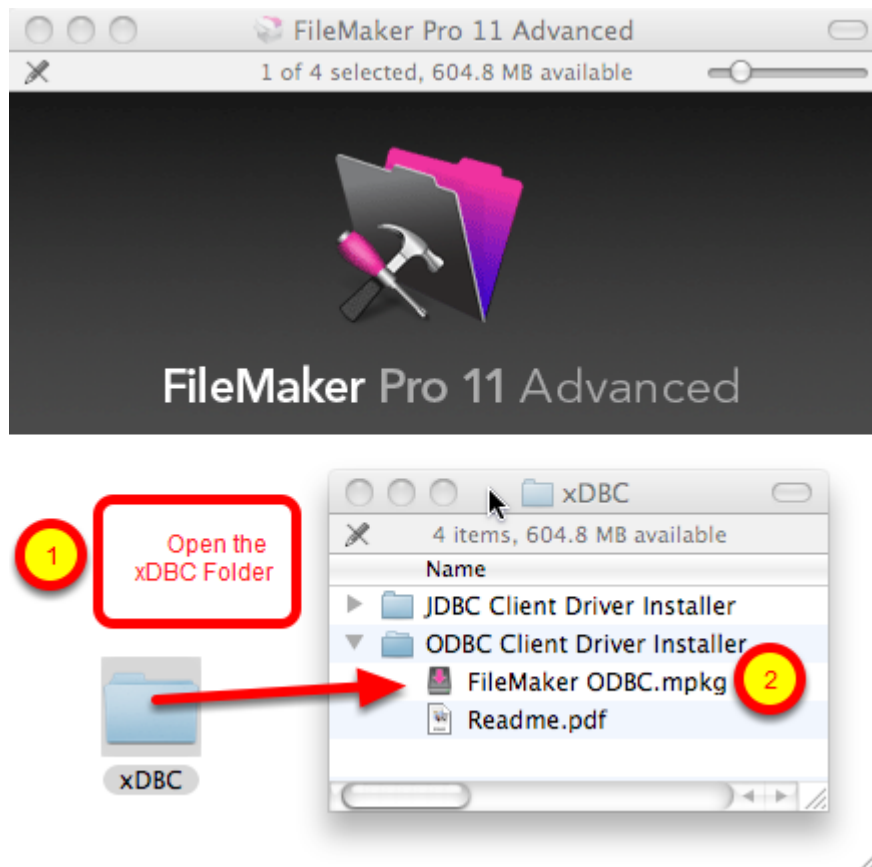 FileMaker Pro 11 Advanced
1 of 4 selected, 604.8 MB available
FileMaker Pro 11 Advanced
1
Open the
xDBC Folder
xDBC
xDBC
4 items, 604.8 MB available
Name
JDBC Client Driver Installer
ODBC Client Driver Installer
FileMaker ODBC.mpkg
2
Readme.pdf